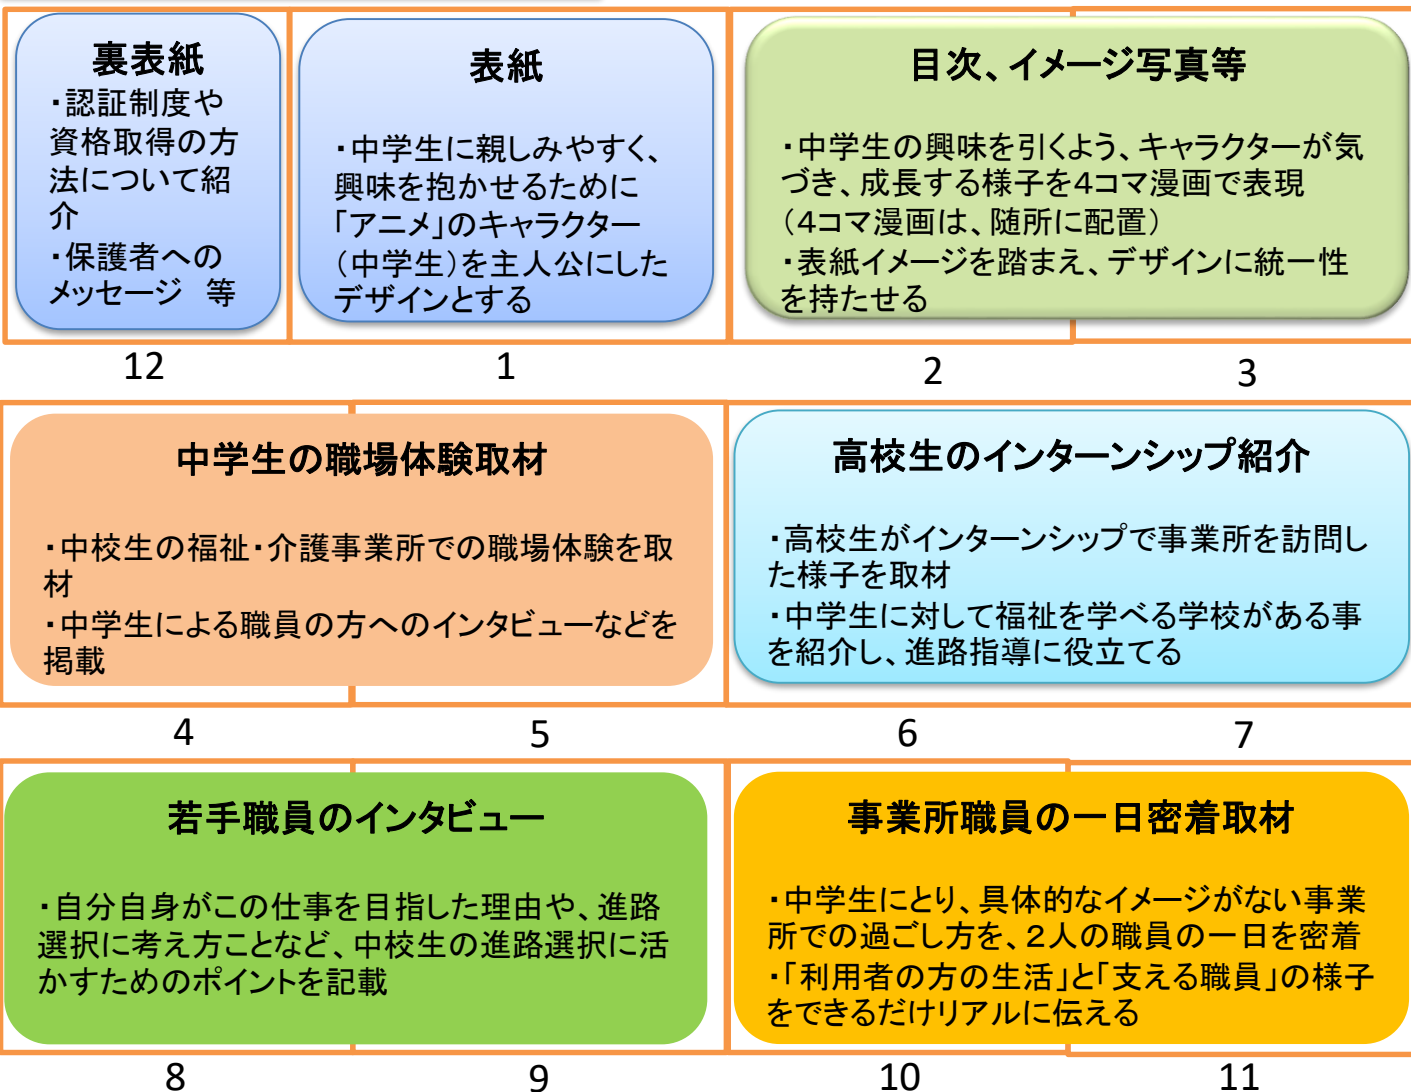 裏表紙
・認証制度や
資格取得の方
法について紹
介
・保護者への
メッセージ　等
表紙
・中学生に親しみやすく、
興味を抱かせるために
「アニメ」のキャラクター
（中学生）を主人公にした
デザインとする
目次、イメージ写真等
・中学生の興味を引くよう、キャラクターが気
づき、成長する様子を４コマ漫画で表現
（４コマ漫画は、随所に配置）
・表紙イメージを踏まえ、デザインに統一性
を持たせる
12
1
2
3
中学生の職場体験取材
・中校生の福祉・介護事業所での職場体験を取
材
・中学生による職員の方へのインタビューなどを
掲載
高校生のインターンシップ紹介
・高校生がインターンシップで事業所を訪問し
た様子を取材
・中学生に対して福祉を学べる学校がある事
を紹介し、進路指導に役立てる
4
5
6
7
若手職員のインタビュー
・自分自身がこの仕事を目指した理由や、進路
選択に考え方ことなど、中校生の進路選択に活
かすためのポイントを記載
事業所職員の一日密着取材
・中学生にとり、具体的なイメージがない事業
所での過ごし方を、２人の職員の一日を密着
・「利用者の方の生活」と「支える職員」の様子
をできるだけリアルに伝える
8
9
10
11